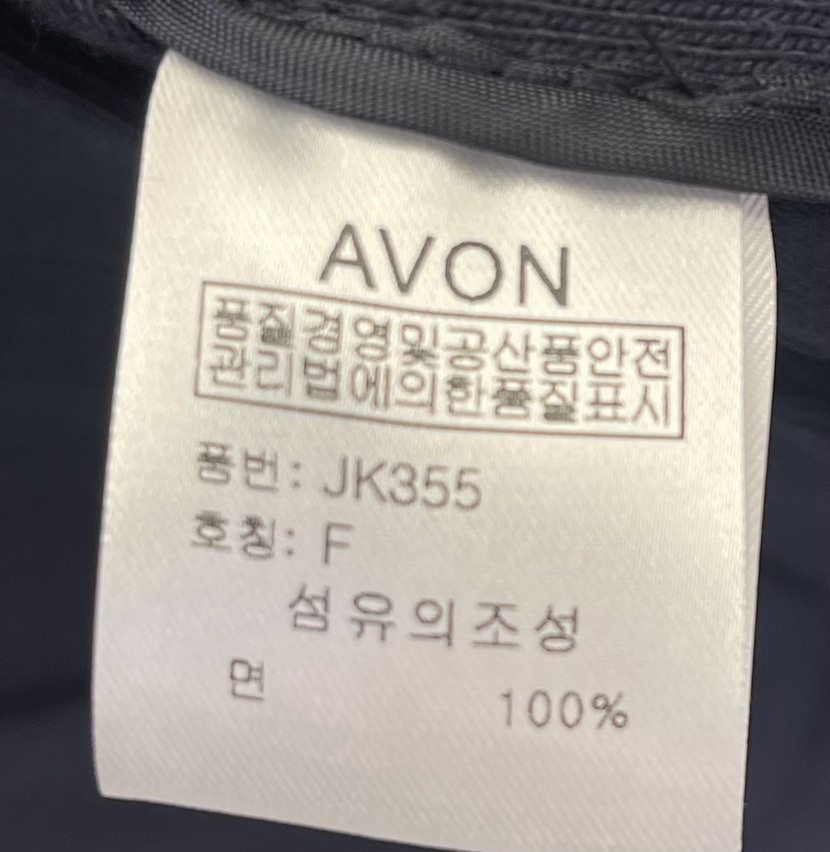 AVON
품질경영및공산품안전
관리법에의한품질표시
품번: JK355
호칭: F
섬유의조성
면 100%